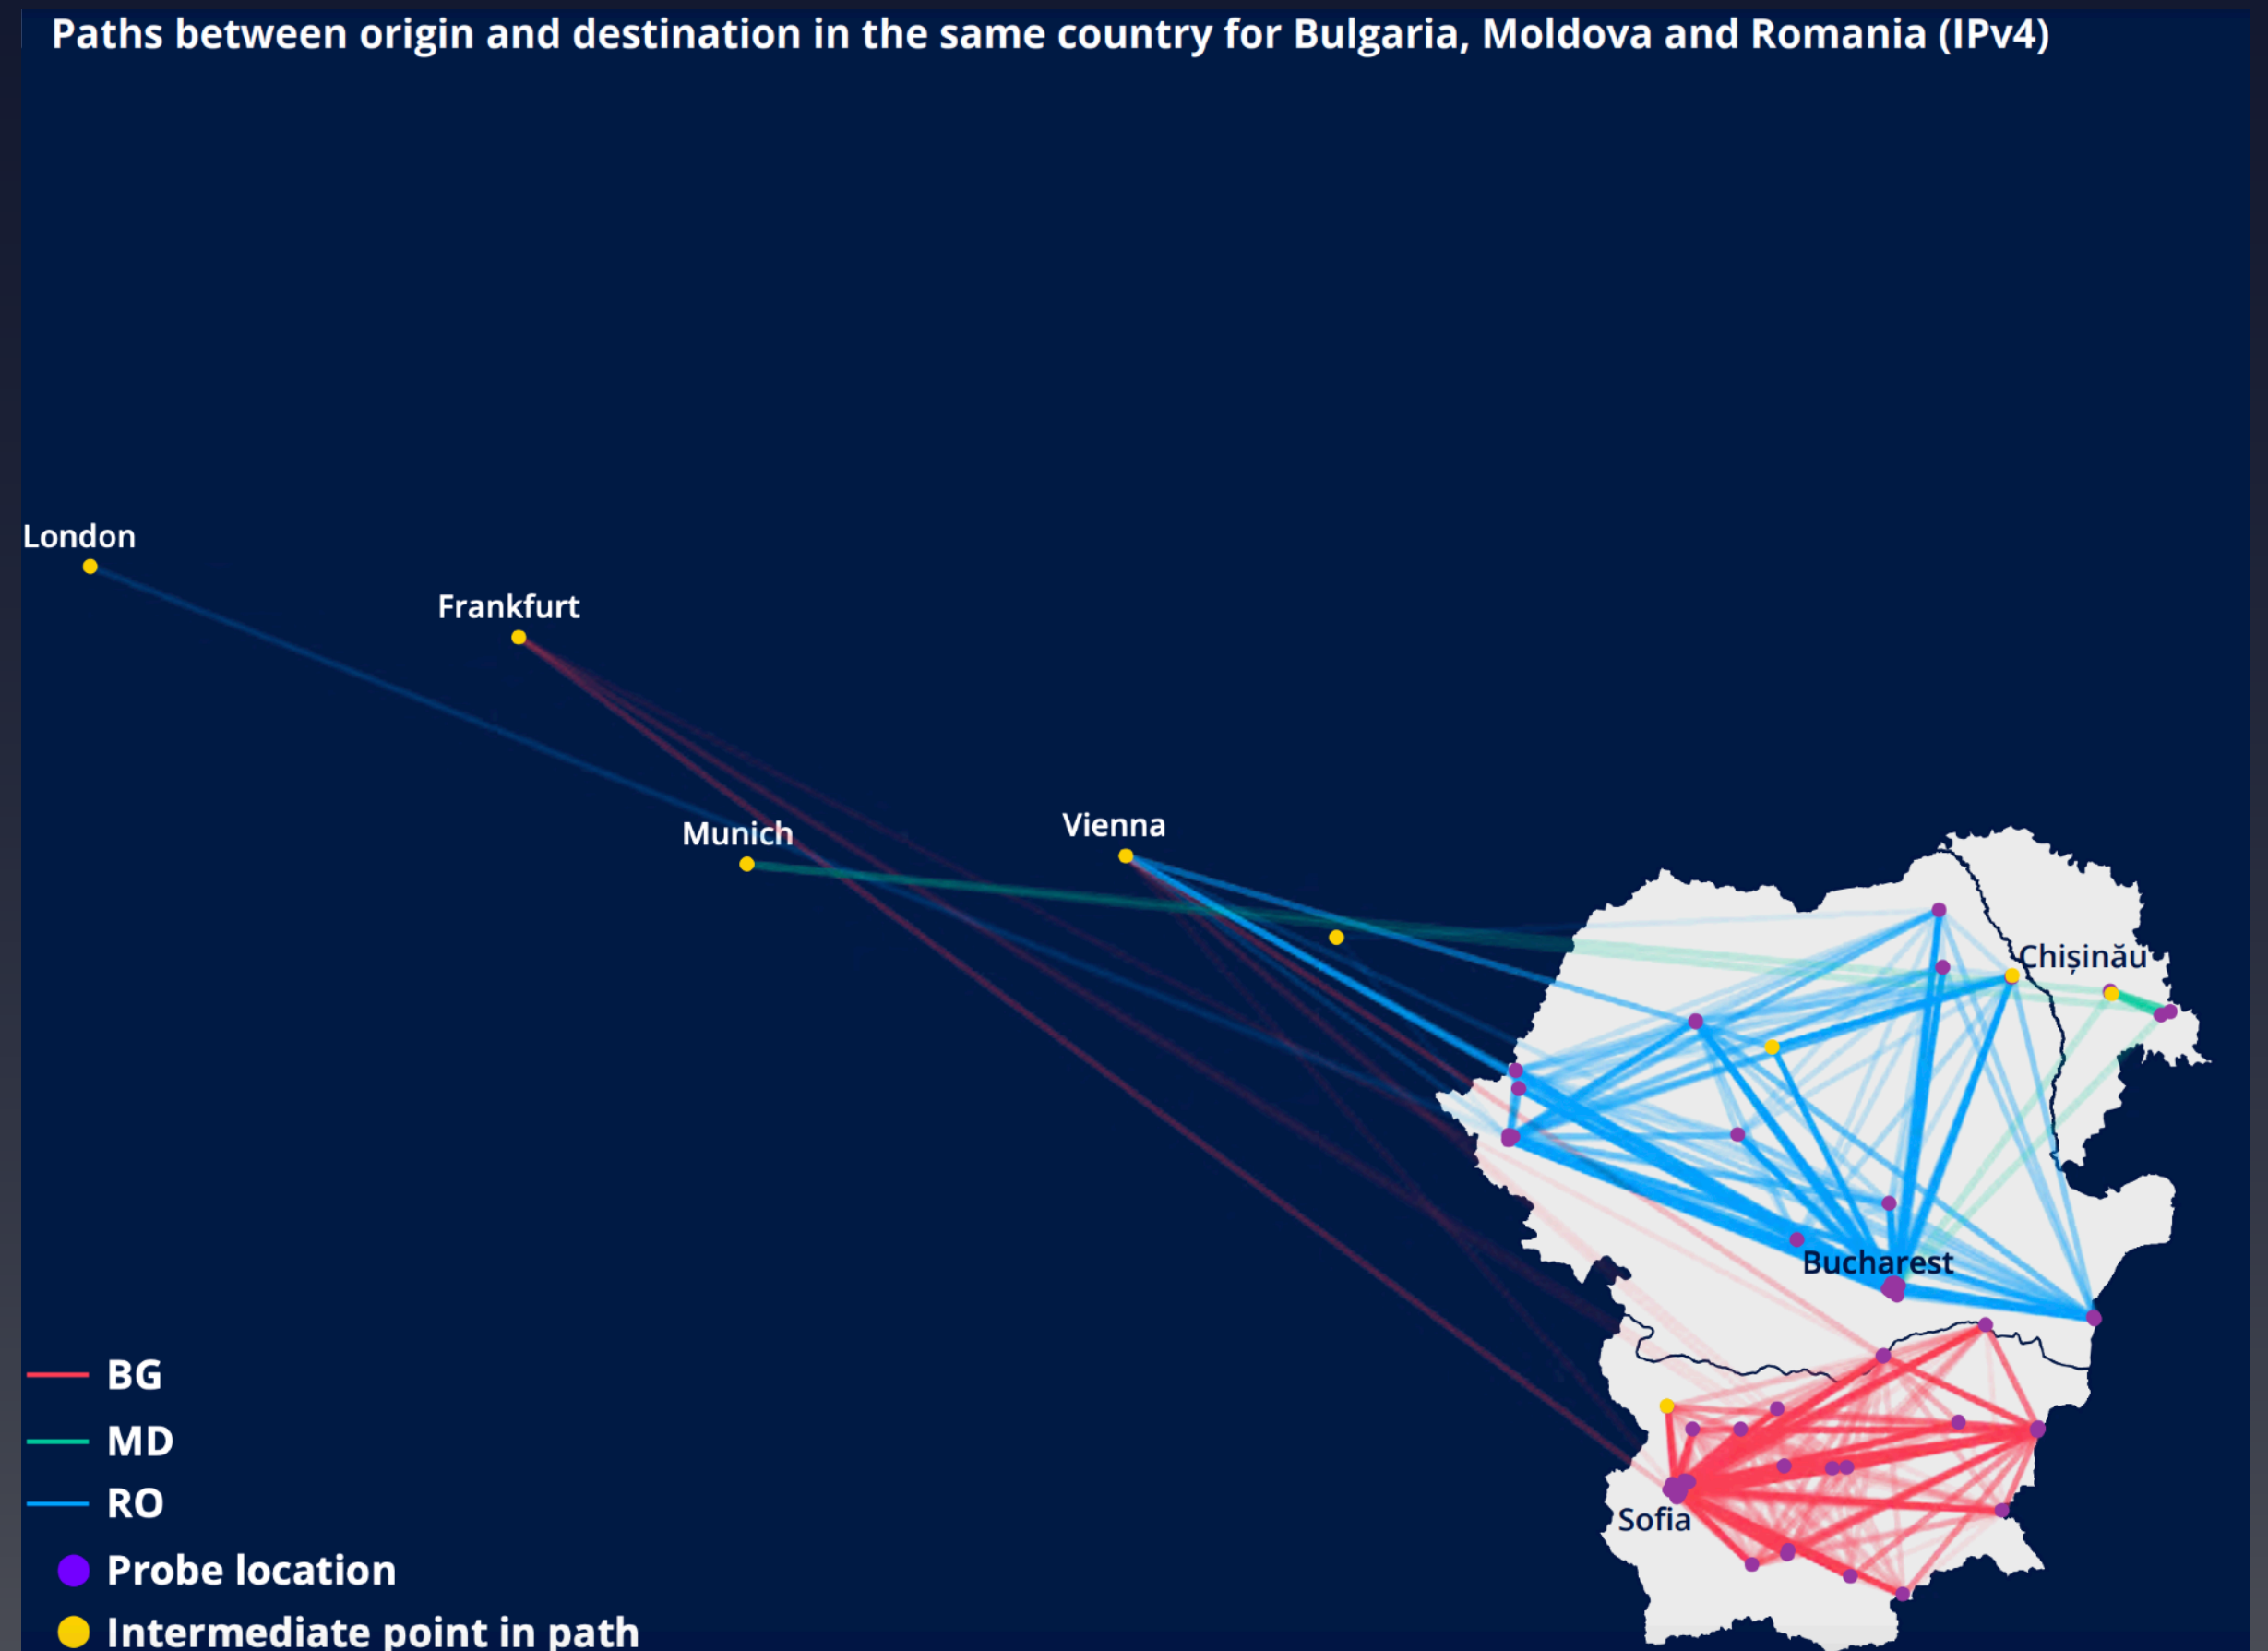 Paths between origin and destination in the same country for Bulgaria, Moldova and Romania (IPv4)
London
Frankfurt
Munich
Vienna
Chișinău
Bucharest
Sofia
BG
MD
RO
Probe location
Intermediate point in path